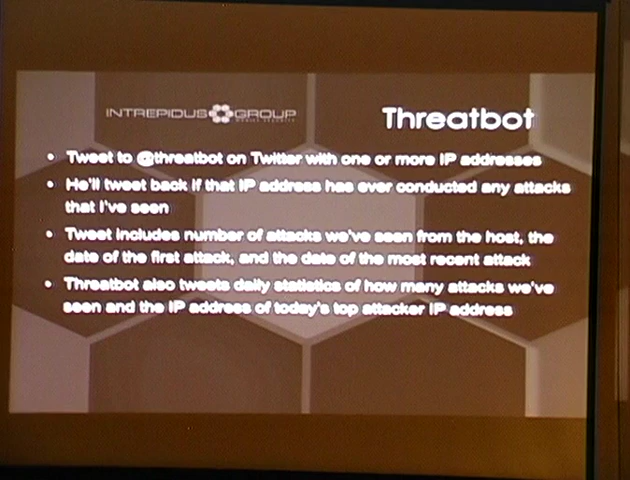 INTREPIDUS GROUP
Threatbot
• Tweet to @threatbot on Twitter with one or more IP addresses
• He'll tweet back if that IP address has ever conducted any attacks
that I've seen
• Tweet includes number of attacks we've seen from the host, the
date of the first attack, and the date of the most recent attack
• Threatbot also tweets daily statistics of how many attacks we've
seen and the IP address of today's top attacker IP address